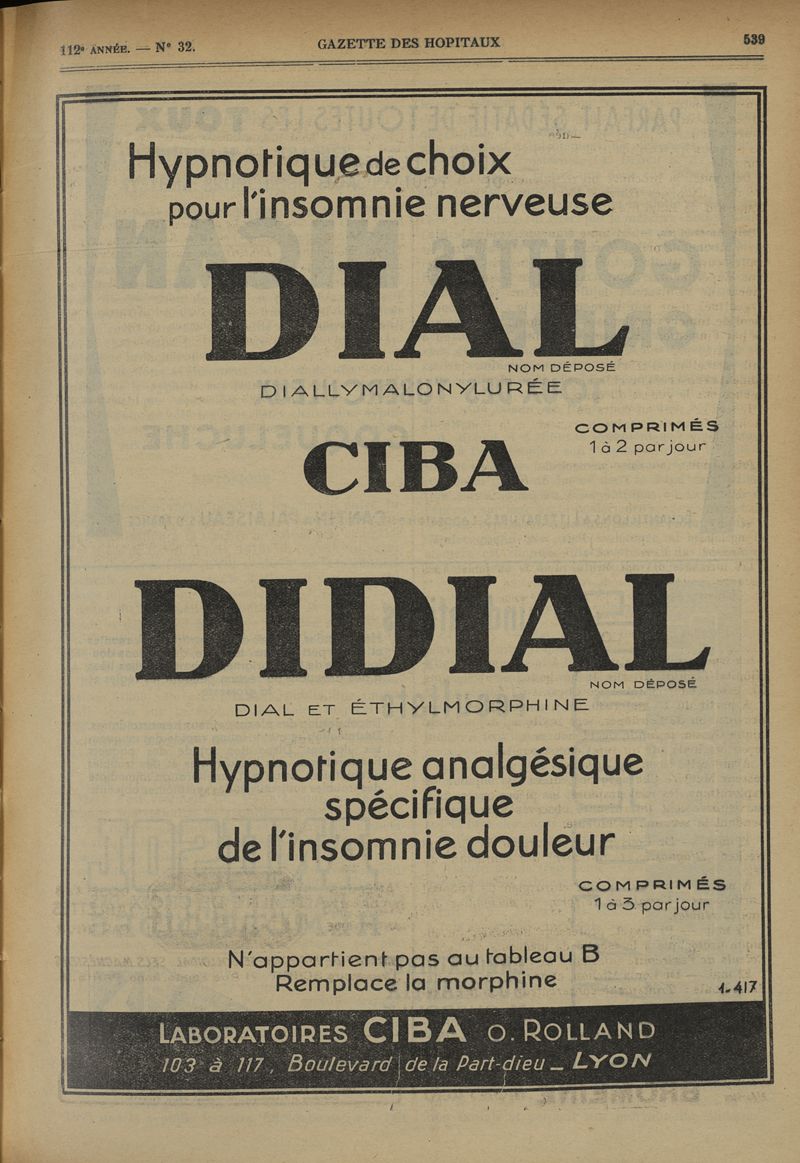 112e ANNÉE. — N° 32.
GAZETTE DES HOPITAUX
539
Hypnotique de choix
pour l'insomnie nerveuse
DIAL
NOM DÉPOSÉ
DIALLYMALONYLURÉE
COMPRIMÉS
1 à 2 par jour
CIBA
DIDIAL
NOM DÉPOSÉ
DIAL ET ÉTHYLMORPHINE
Hypnotique analgésique
spécifique
de l'insomnie douleur
COMPRIMÉS
1 à 3 par jour
N'appartient pas au tableau B
Remplace la morphine
1-417
LABORATOIRES CIBA O. ROLLAND
103 à 117, Boulevard de la Part-dieu _ LYON